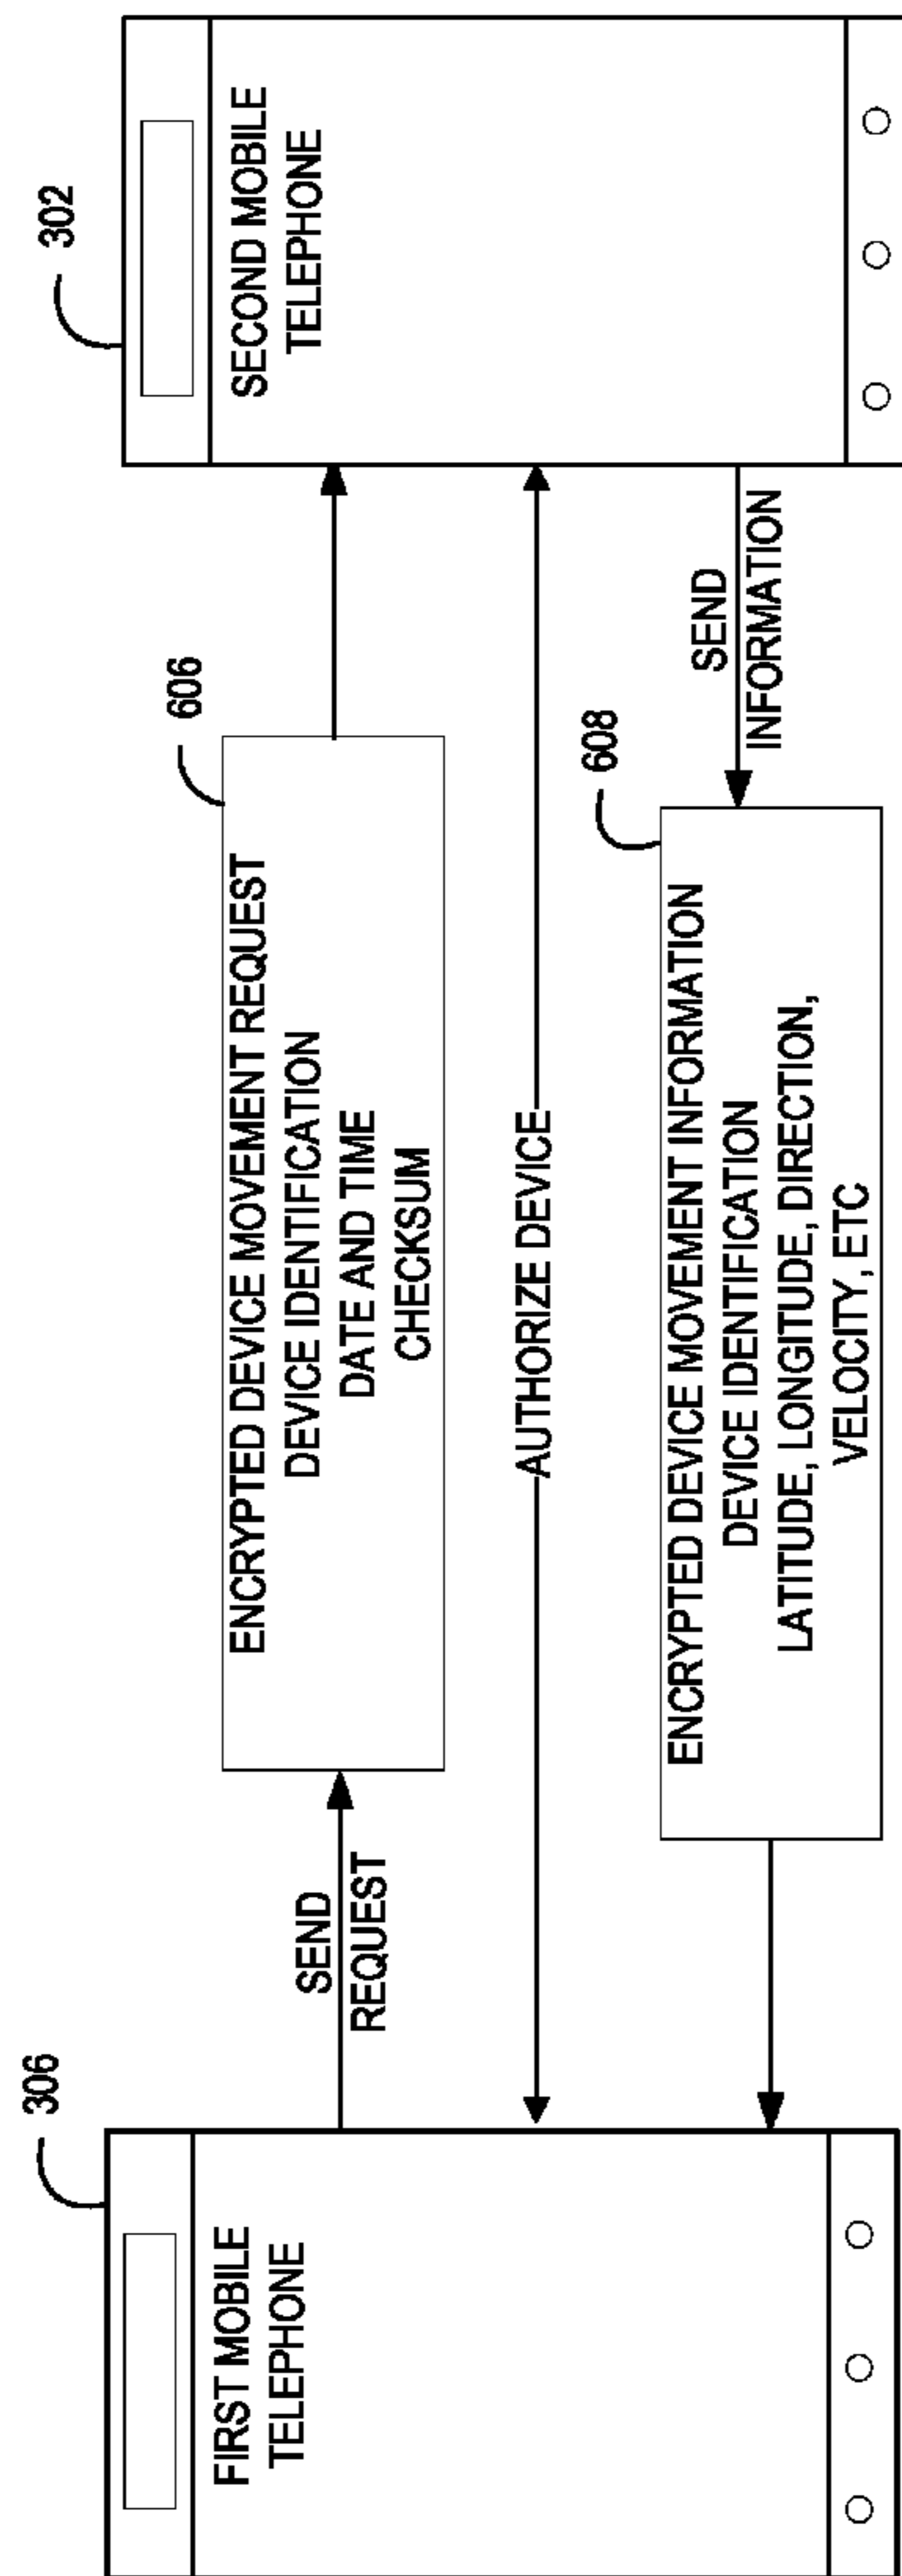 306
FIRST MOBILE
TELEPHONE
SEND
REQUEST
606
ENCRYPTED DEVICE MOVEMENT REQUEST
DEVICE IDENTIFICATION
DATE AND TIME
CHECKSUM
AUTHORIZE DEVICE
608
ENCRYPTED DEVICE MOVEMENT INFORMATION
DEVICE IDENTIFICATION
LATITUDE, LONGITUDE, DIRECTION,
VELOCITY, ETC
SEND
INFORMATION
302
SECOND MOBILE
TELEPHONE